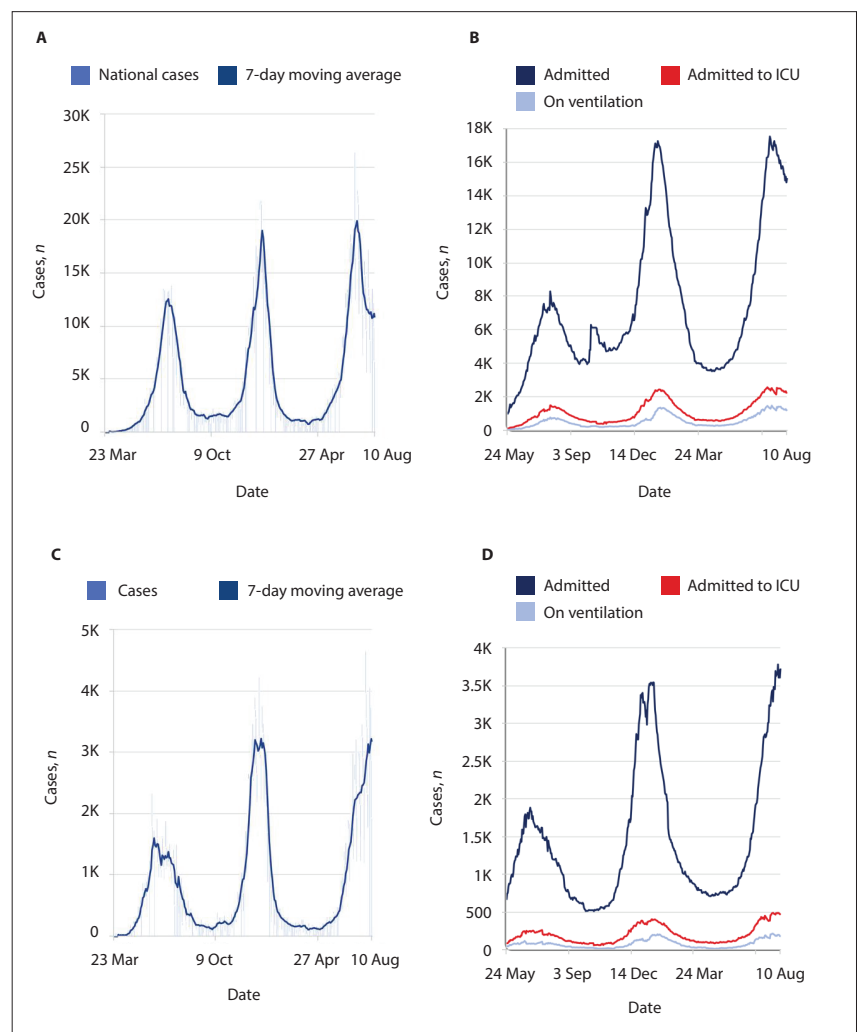 A
National cases 7-day moving average
30K
25K
20K
15K
10K
5K
0
Cases, n
23 Mar 9 Oct 27 Apr 10 Aug
Date
B
Admitted Admitted to ICU
On ventilation
18K
16K
14K
12K
10K
8K
6K
4K
2K
0
Cases, n
24 May 3 Sep 14 Dec 24 Mar 10 Aug
Date
C
Cases 7-day moving average
5K
4K
3K
2K
1K
0
Cases, n
23 Mar 9 Oct 27 Apr 10 Aug
Date
D
Admitted Admitted to ICU
On ventilation
4K
3.5K
3K
2.5K
2K
1.5K
1K
500
0
Cases, n
24 May 3 Sep 14 Dec 24 Mar 10 Aug
Date